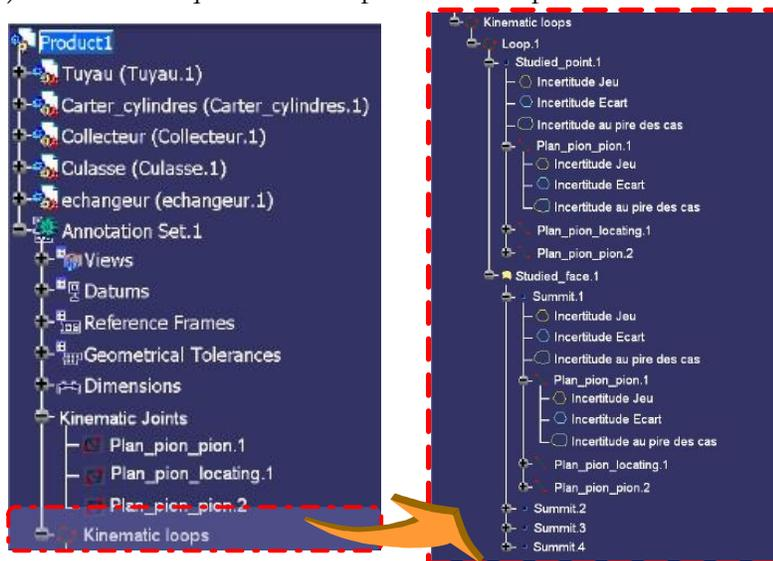 Product1
Tuyau (Tuyau.1)
Carter_cylindres (Carter_cylindres.1)
Collecteur (Collecteur.1)
Culasse (Culasse.1)
echangeur (echangeur.1)
Annotation Set.1
Views
Datums
Reference Frames
Geometrical Tolerances
Dimensions
Kinematic Joints
Plan_pion_pion.1
Plan_pion_locating.1
Plan_pion_pion.2
Kinematic loops
Kinematic loops
Loop.1
Studied_point.1
Incertitude Jeu
Incertitude Ecart
Incertitude au pire des cas
Plan_pion_pion.1
Incertitude Jeu
Incertitude Ecart
Incertitude au pire des cas
Plan_pion_locating.1
Plan_pion_pion.2
Studied_face.1
Summit.1
Incertitude Jeu
Incertitude Ecart
Incertitude au pire des cas
Plan_pion_pion.1
Incertitude Jeu
Incertitude Ecart
Incertitude au pire des cas
Plan_pion_locating.1
Plan_pion_pion.2
Summit.2
Summit.3
Summit.4